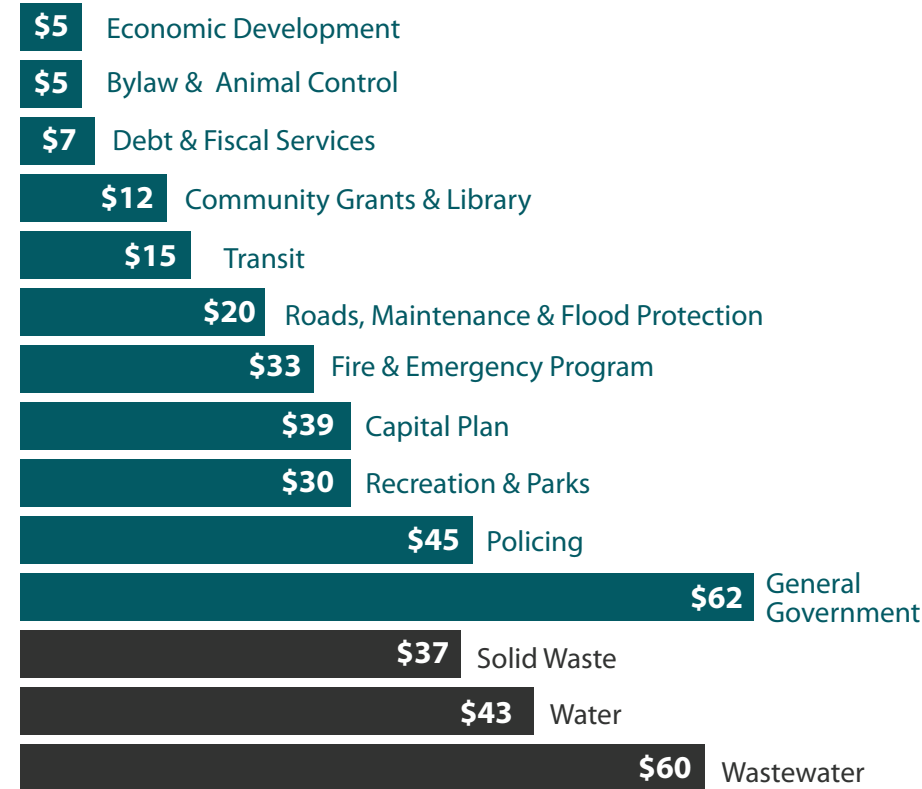 $5 Economic Development
$5 Bylaw & Animal Control
$7 Debt & Fiscal Services
$12 Community Grants & Library
$15 Transit
$20 Roads, Maintenance & Flood Protection
$33 Fire & Emergency Program
$39 Capital Plan
$30 Recreation & Parks
$45 Policing
$62 General
Government
$37 Solid Waste
$43 Water
$60 Wastewater